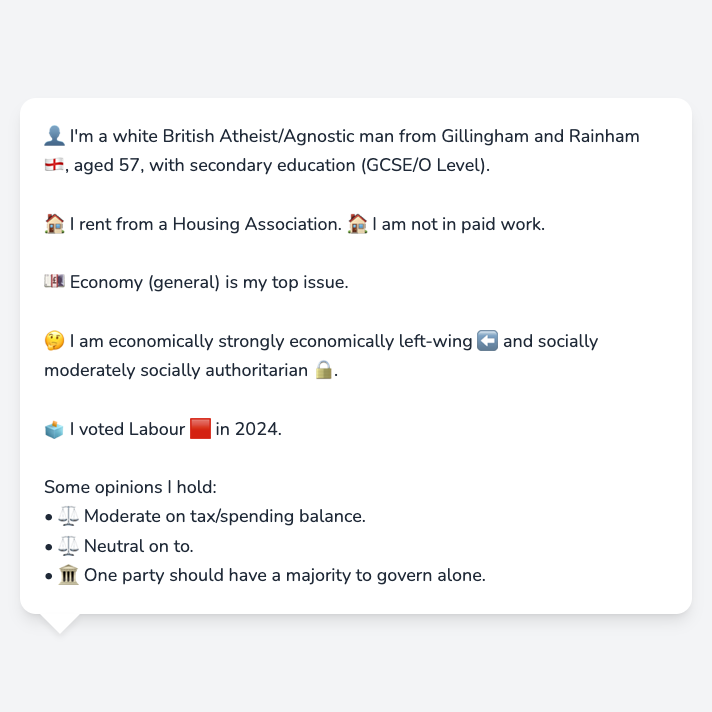 👤 I'm a white British Atheist/Agnostic man from Gillingham and Rainham
🏴󠁧󠁢󠁥󠁮󠁧󠁿, aged 57, with secondary education (GCSE/O Level).
🏠 I rent from a Housing Association. 🏠 I am not in paid work.
💷 Economy (general) is my top issue.
🤔 I am economically strongly economically left-wing ⬅️ and socially
moderately socially authoritarian 🔒.
🗳️ I voted Labour 🟥 in 2024.
Some opinions I hold:
• ⚖️ Moderate on tax/spending balance.
• ⚖️ Neutral on to.
• 🏛️ One party should have a majority to govern alone.